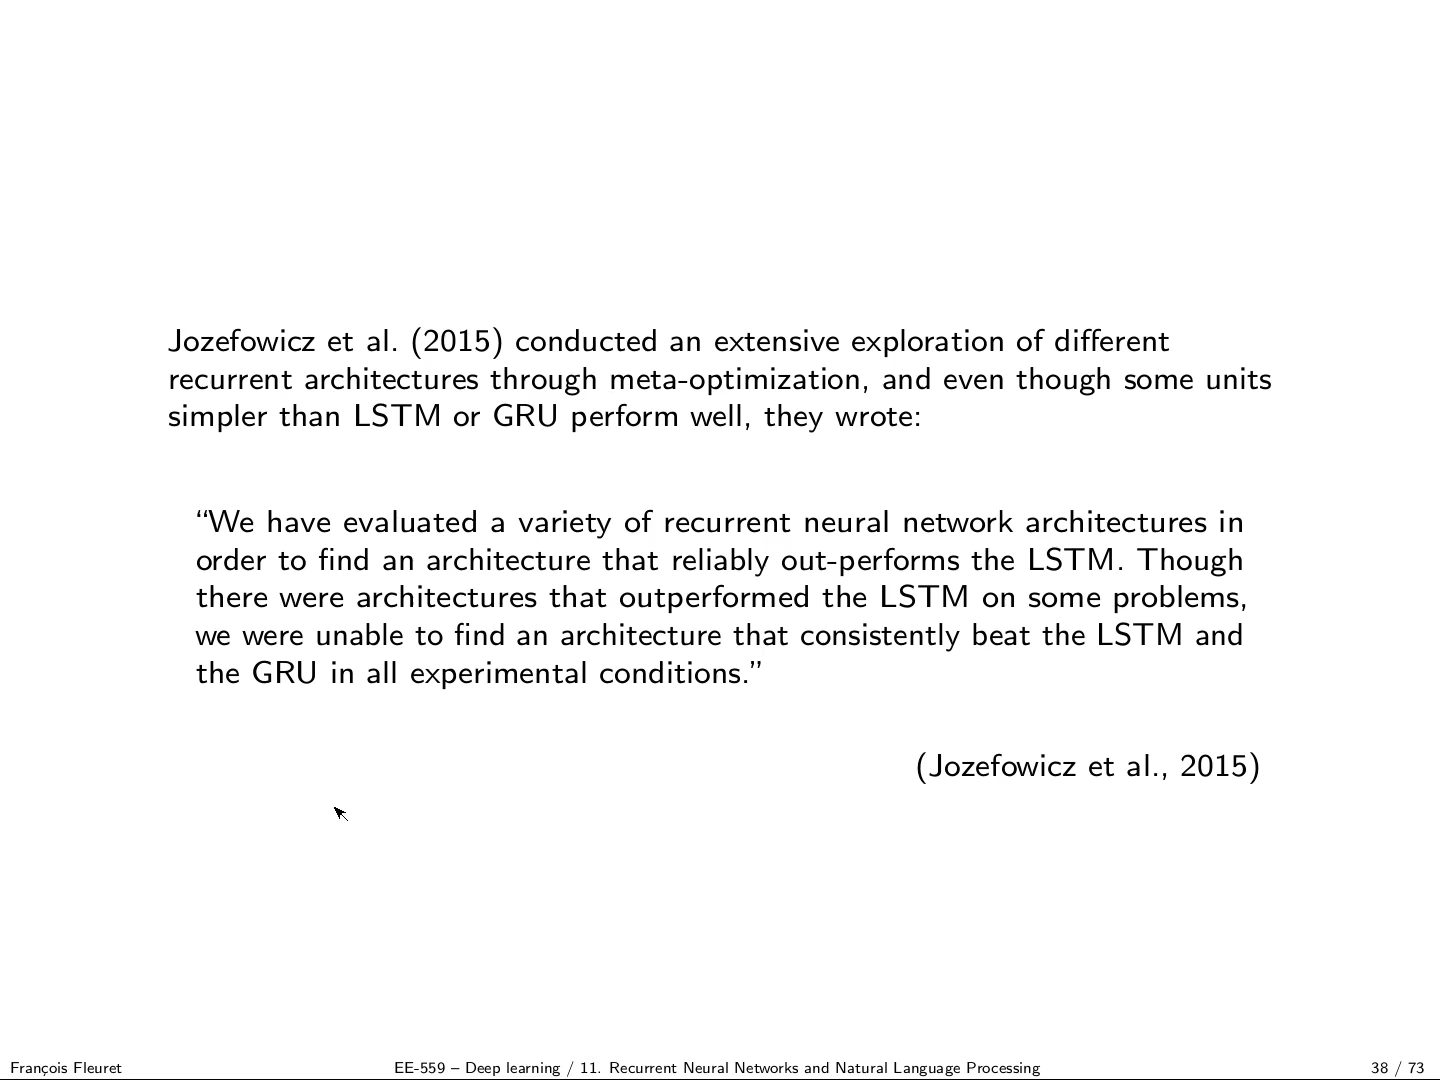 Jozefowicz et al. (2015) conducted an extensive exploration of different
recurrent architectures through meta-optimization, and even though some units
simpler than LSTM or GRU perform well, they wrote:
“We have evaluated a variety of recurrent neural network architectures in
order to find an architecture that reliably out-performs the LSTM. Though
there were architectures that outperformed the LSTM on some problems,
we were unable to find an architecture that consistently beat the LSTM and
the GRU in all experimental conditions.”
(Jozefowicz et al., 2015)
François Fleuret
EE-559 – Deep learning / 11. Recurrent Neural Networks and Natural Language Processing
38 / 73